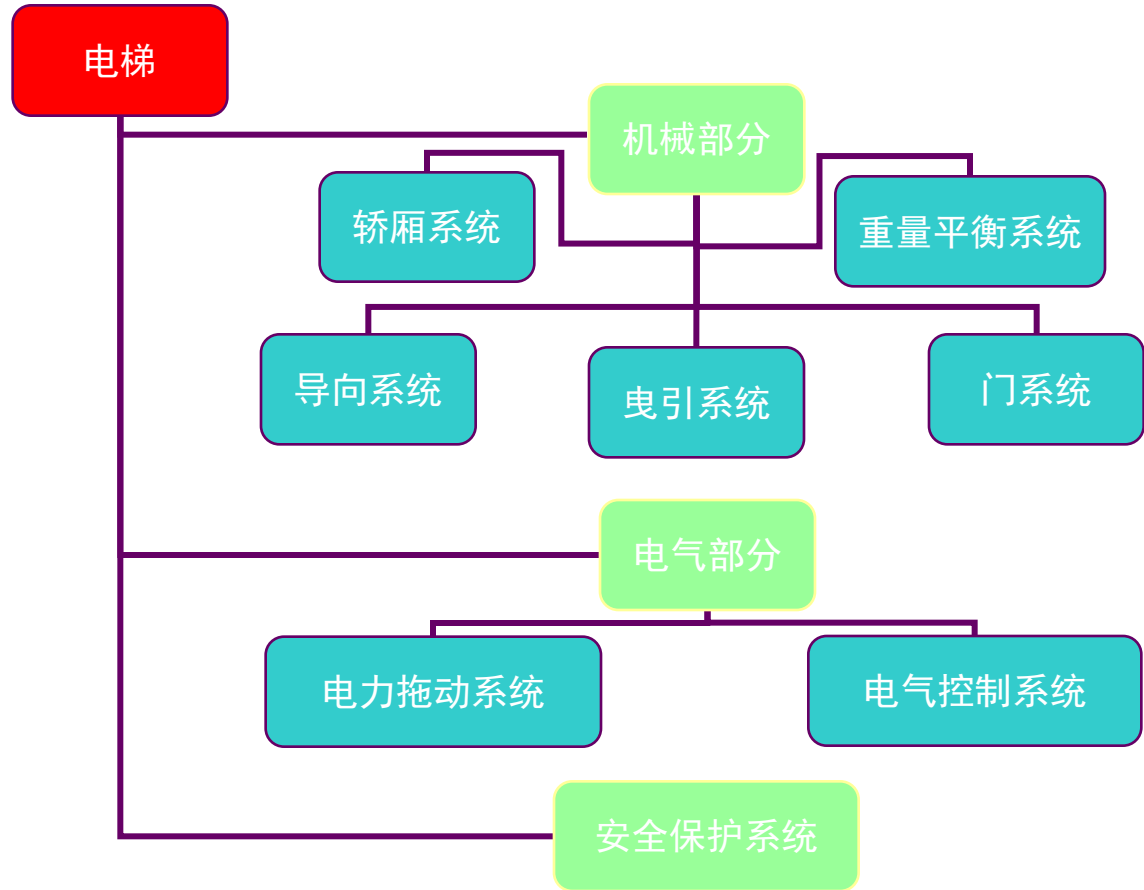 电梯
机械部分
轿厢系统
重量平衡系统
导向系统
曳引系统
门系统
电气部分
电力拖动系统
电气控制系统
安全保护系统